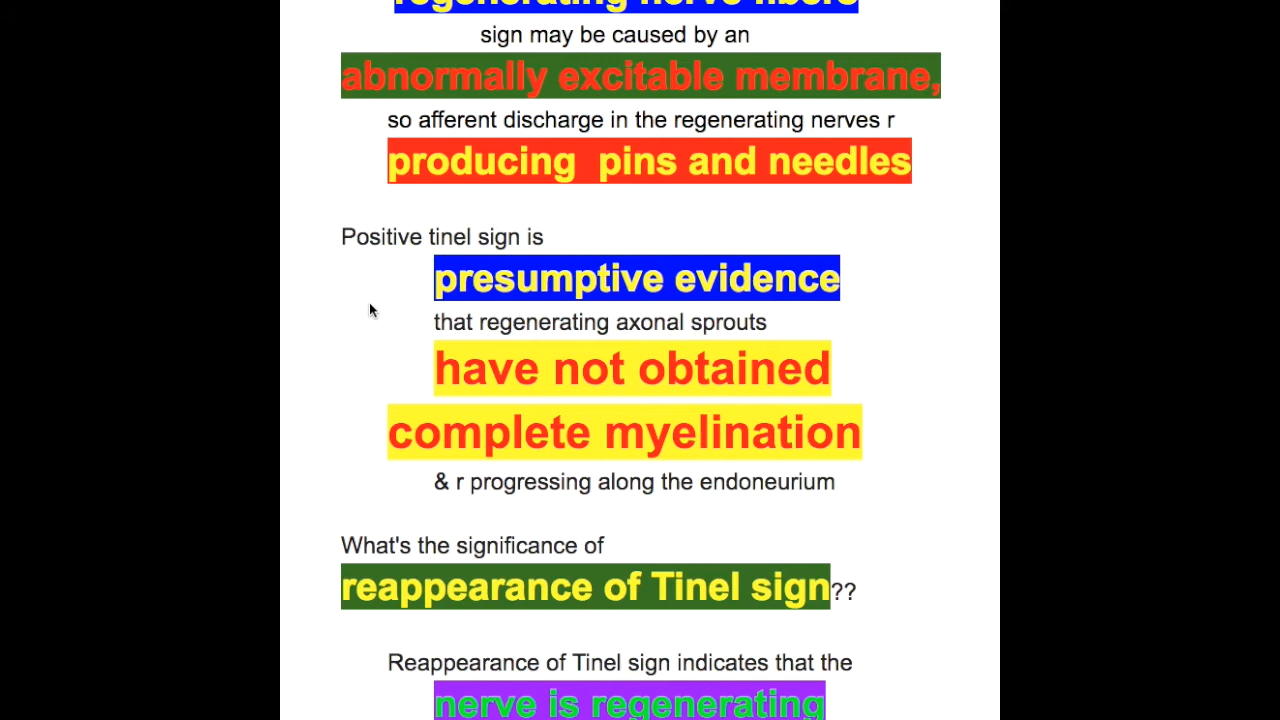 regenerating nerve fibers
sign may be caused by an
abnormally excitable membrane,
so afferent discharge in the regenerating nerves r
producing  pins and needles
Positive tinel sign is
presumptive evidence
that regenerating axonal sprouts
have not obtained
complete myelination
& r progressing along the endoneurium
What's the significance of
reappearance of Tinel sign??
Reappearance of Tinel sign indicates that the
nerve is regenerating